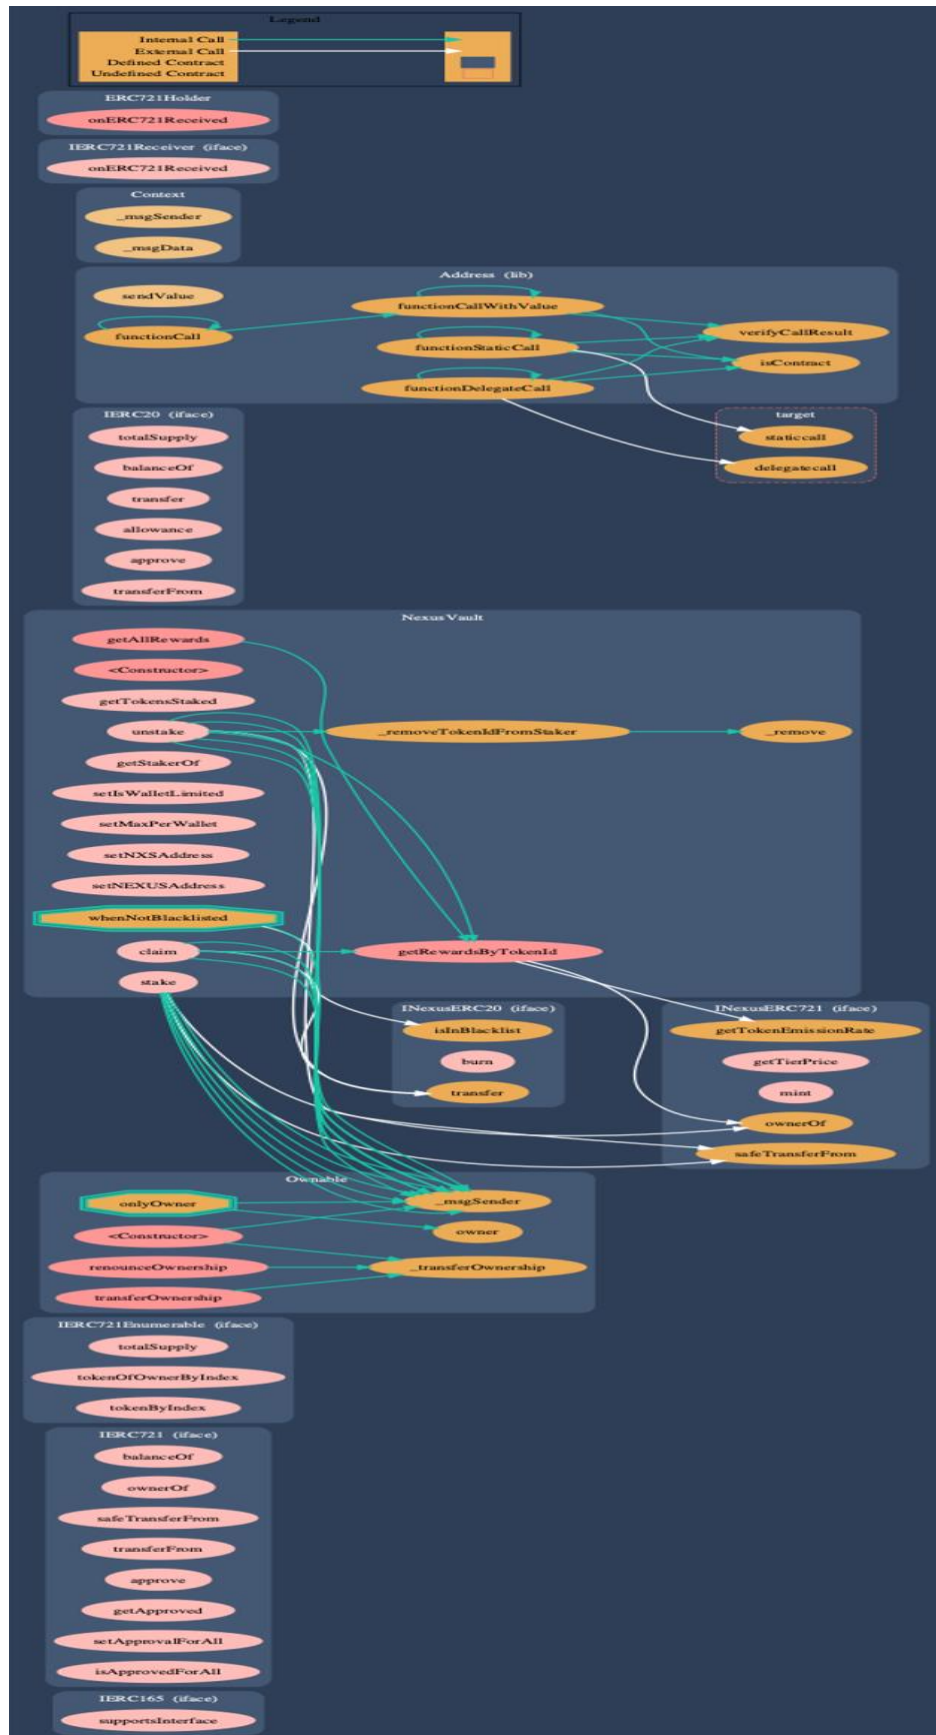 Legend
Internal Call
External Call
Defined Contract
Undefined Contract
ERC721Holder
onERC721Received
IERC721Receiver (iface)
onERC721Received
Context
_msgSender
_msgData
Address (lib)
sendValue
functionCallWithValue
functionCall
verifyCallResult
functionStaticCall
isContract
functionDelegateCall
IERC20 (iface)
target
totalSupply
staticcall
balanceOf
delegatecall
transfer
allowance
approve
transferFrom
NexusVault
getAllRewards
<Constructor>
getTokensStaked
unstake
_removeTokenIdFromStaker
_remove
getStakerOf
setIsWalletLimited
setMaxPerWallet
setNXSAddress
setNEXUSAddress
whenNotBlacklisted
claim
getRewardsByTokenId
stake
INexusERC20 (iface)
INexusERC721 (iface)
isInBlacklist
getTokenEmissionRate
burn
getTierPrice
transfer
mint
ownerOf
safeTransferFrom
Ownable
onlyOwner
_msgSender
<Constructor>
owner
renounceOwnership
_transferOwnership
transferOwnership
IERC721Enumerable (iface)
totalSupply
tokenOfOwnerByIndex
tokenByIndex
IERC721 (iface)
balanceOf
ownerOf
safeTransferFrom
transferFrom
approve
getApproved
setApprovalForAll
isApprovedForAll
IERC165 (iface)
supportsInterface